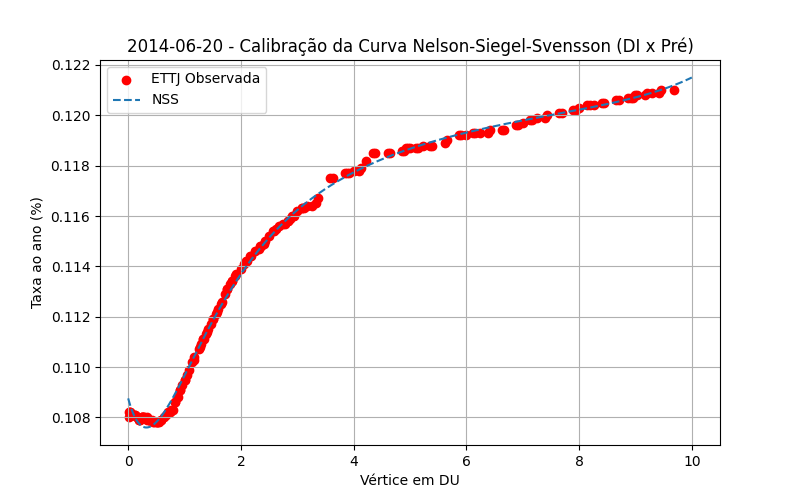 2014-06-20 - Calibração da Curva Nelson-Siegel-Svensson (DI x Pré)
ETTJ Observada
NSS
Taxa ao ano (%)
0.122
0.120
0.118
0.116
0.114
0.112
0.110
0.108
0 2 4 6 8 10
Vértice em DU